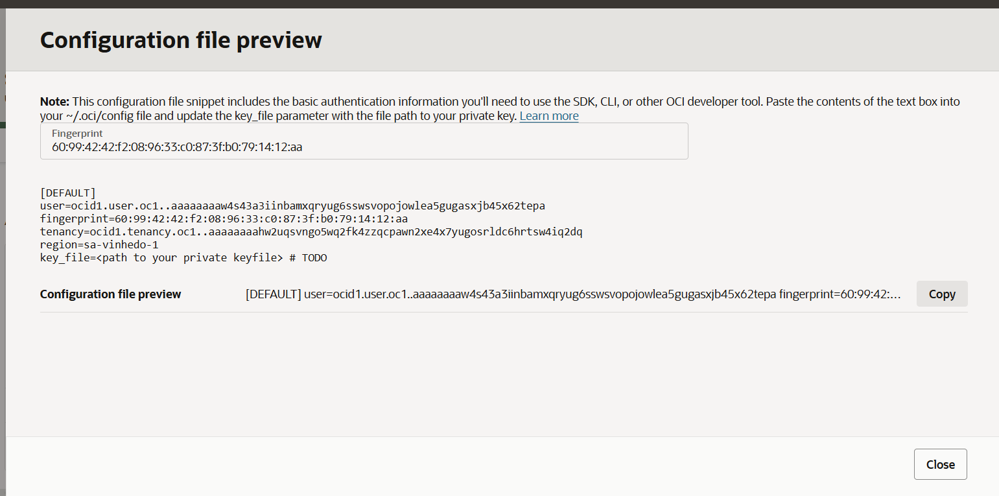 Configuration file preview
Note: This configuration file snippet includes the basic authentication information you'll need to use the SDK, CLI, or other OCI developer tool. Paste the contents of the text box into
your ~/.oci/config file and update the key_file parameter with the file path to your private key. Learn more
Fingerprint
60:99:42:42:f2:08:96:33:c0:87:3f:b0:79:14:12:aa
[DEFAULT]
user=ocid1.user.oc1..aaaaaaaaw4s43a3iinbamxqryug6sswsvopojowlea5gugasxjb45x62tepa
fingerprint=60:99:42:42:f2:08:96:33:c0:87:3f:b0:79:14:12:aa
tenancy=ocid1.tenancy.oc1..aaaaaaaahw2uqsvngo5wq2fk4zzqcpawn2xe4x7yugosrldc6hrtsw4iq2dq
region=sa-vinhedo-1
key_file=<path to your private keyfile> # TODO
Configuration file preview [DEFAULT] user=ocid1.user.oc1..aaaaaaaaw4s43a3iinbamxqryug6sswsvopojowlea5gugasxjb45x62tepa fingerprint=60:99:42:... Copy
Close